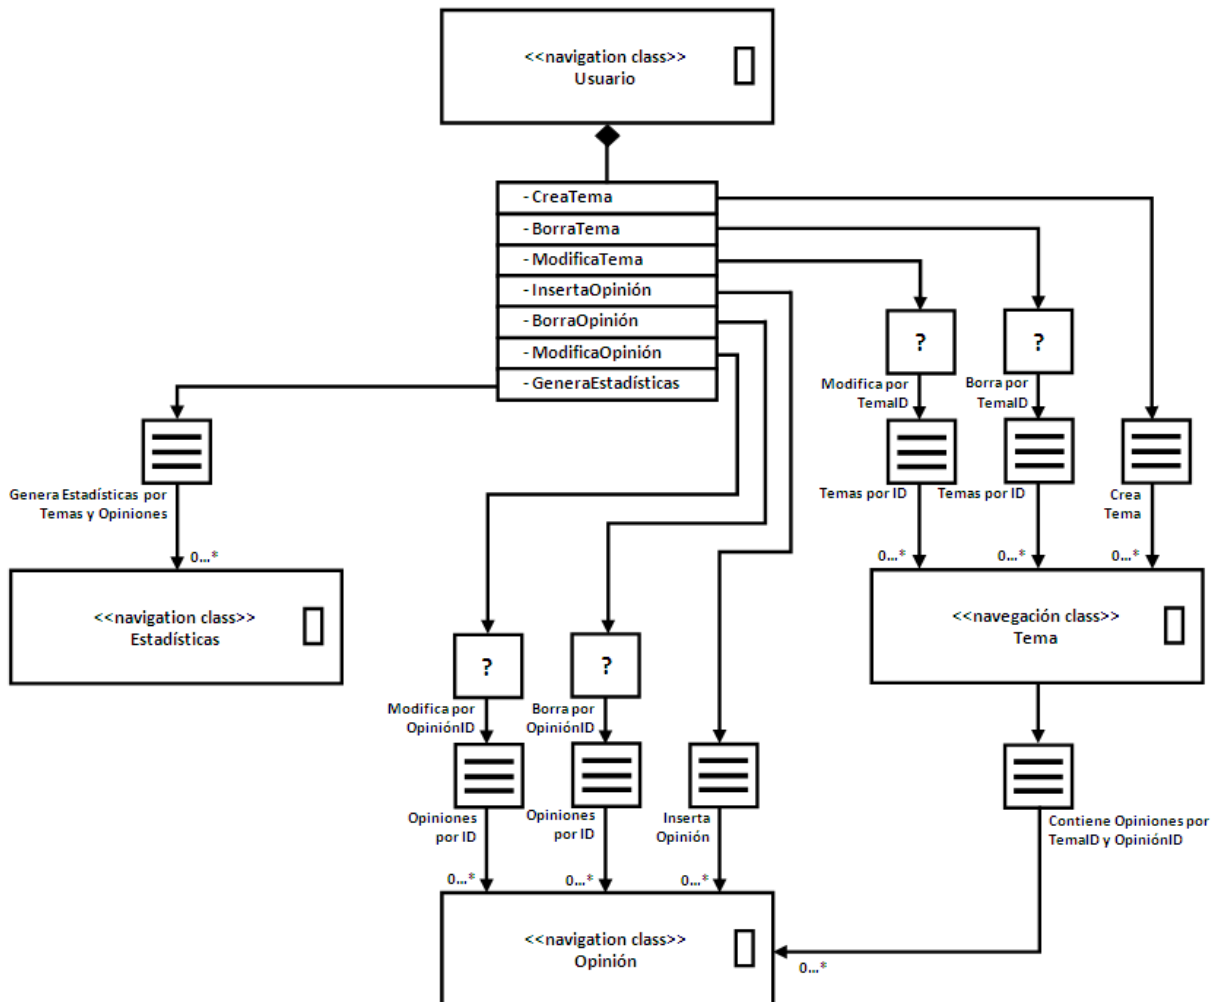 <<navigation class>>
Usuario
- CreaTema
- BorraTema
- ModificaTema
- InsertaOpinión
- BorraOpinión
- ModificaOpinión
- GeneraEstadísticas
?
?
Modifica por
TemaID
Borra por
TemaID
Genera Estadísticas por
Temas y Opiniones
Temas por ID
Temas por ID
Crea
Tema
0...*
0...*
0...*
0...*
<<navigation class>>
Estadísticas
<<navegación class>>
Tema
?
?
Modifica por
OpiniónID
Borra por
OpiniónID
Opiniones
por ID
Opiniones
por ID
Inserta
Opinión
Contiene Opiniones por
TemaID y OpiniónID
0...*
0...*
0...*
<<navigation class>>
Opinión
0...*